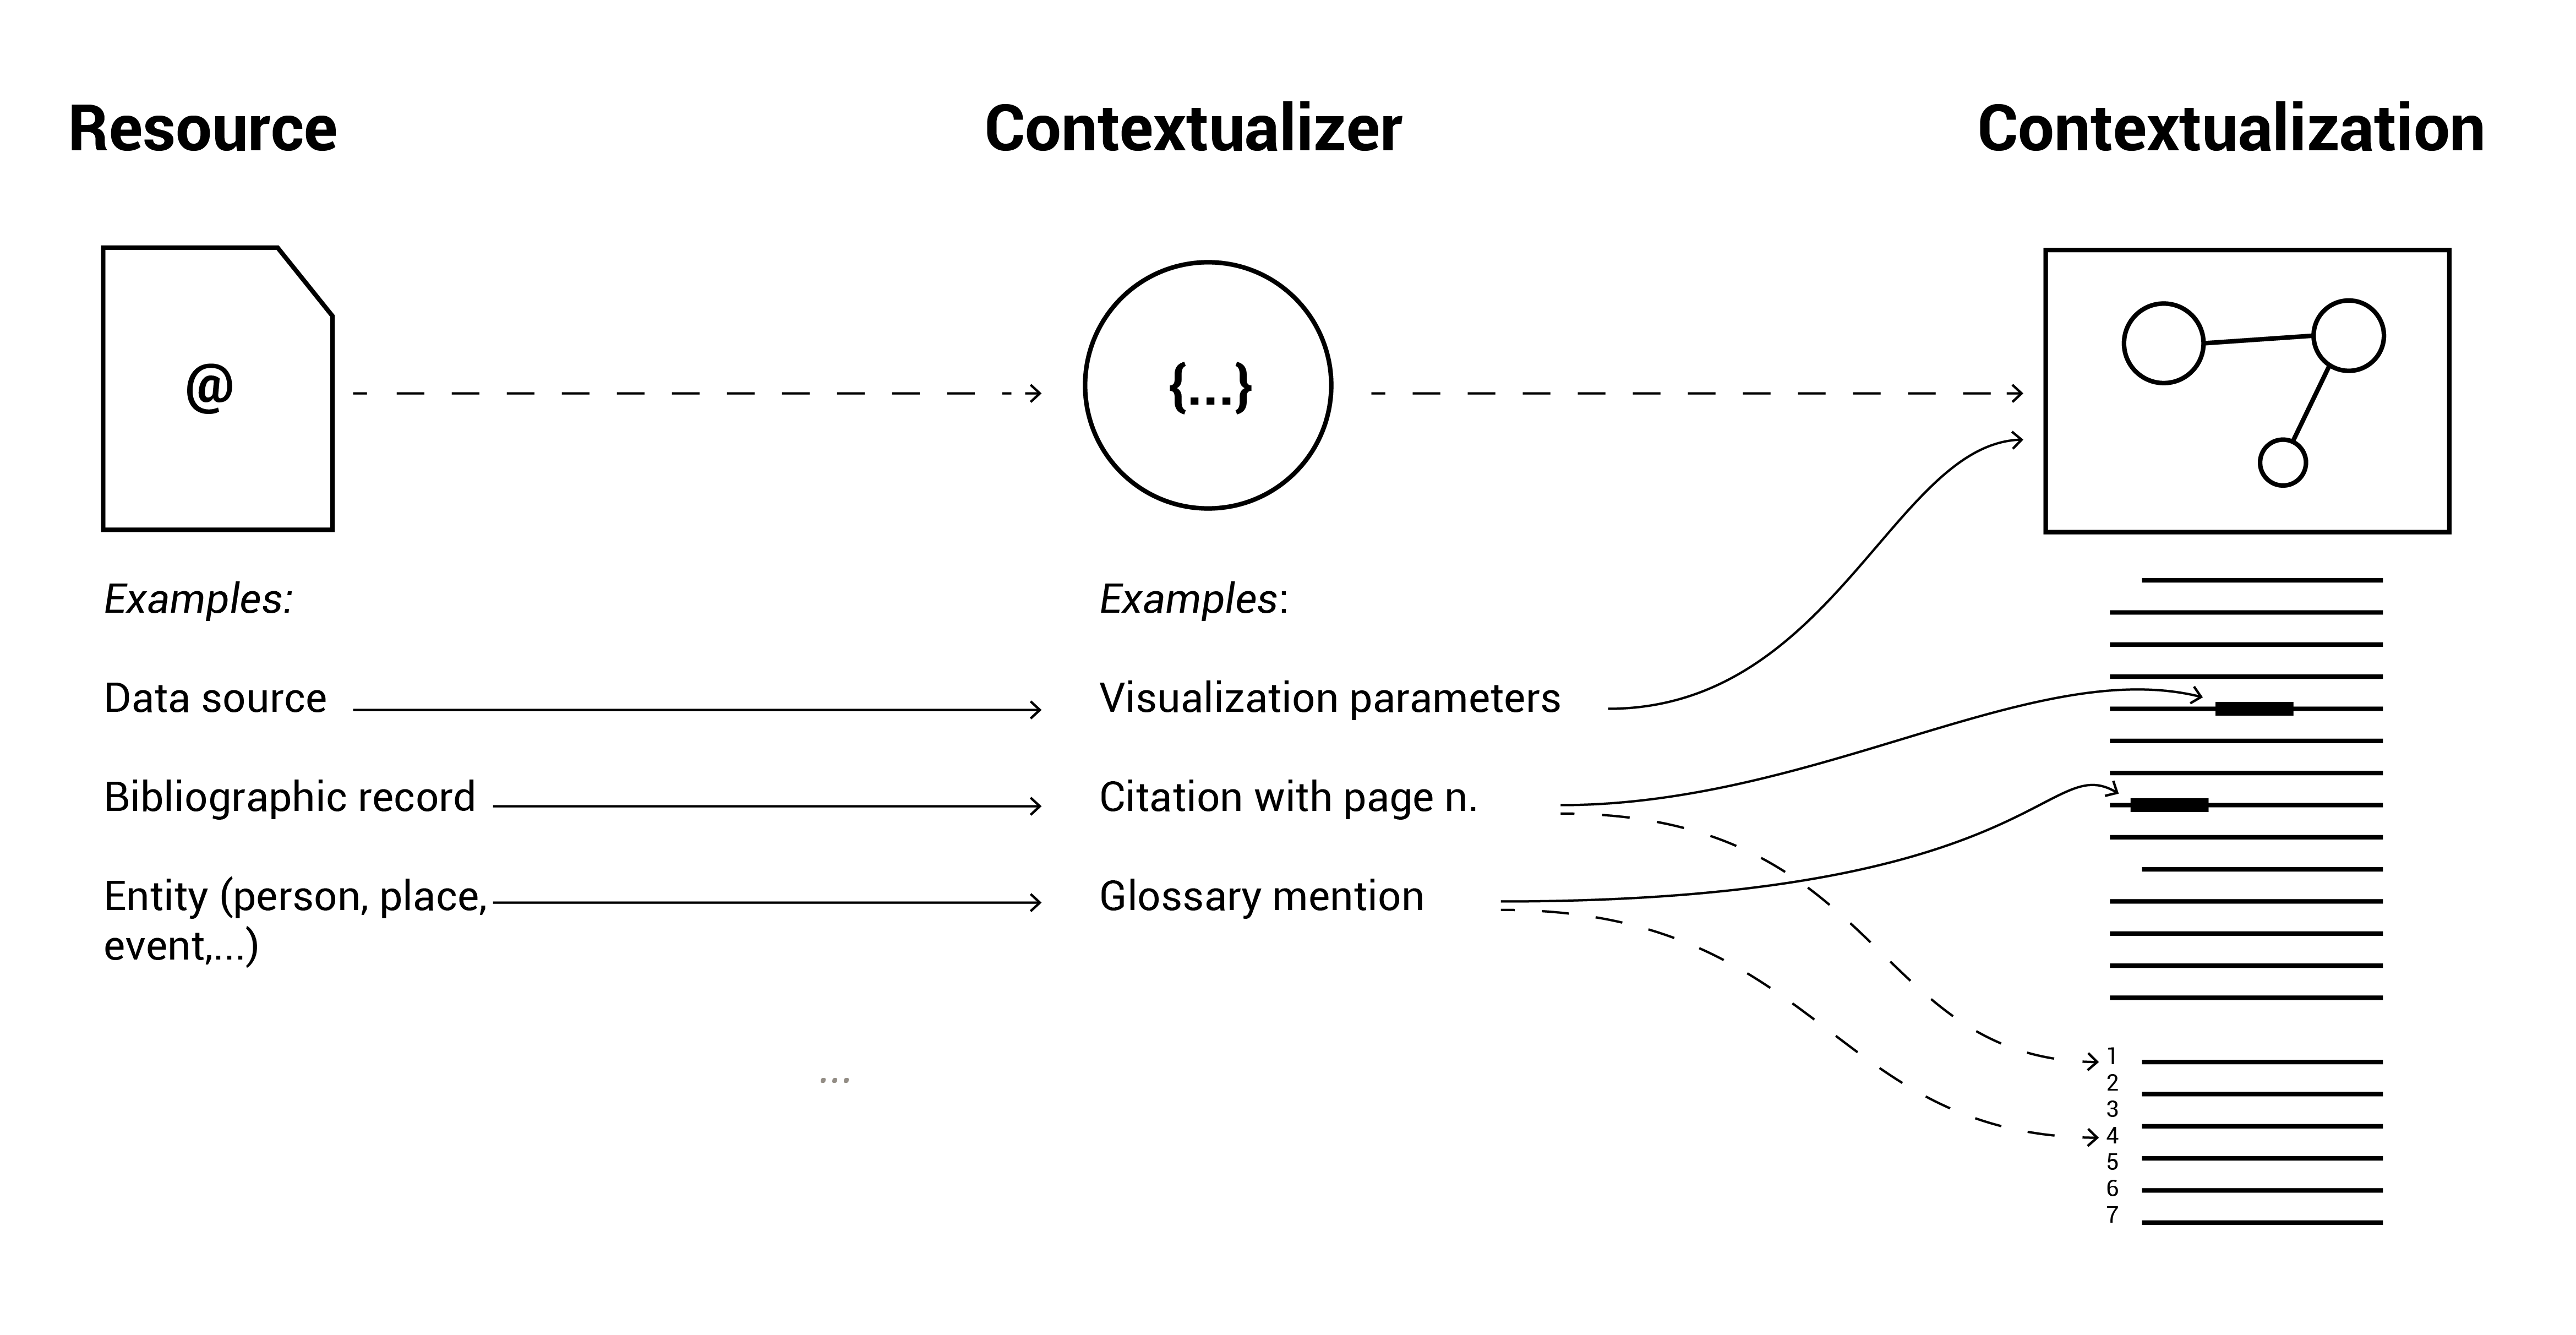 Resource
Contextualizer
Contextualization
@
{...}
Examples:
Examples:
Data source
Visualization parameters
Bibliographic record
Citation with page n.
Entity (person, place,
event,...)
Glossary mention
...
1
2
3
4
5
6
7